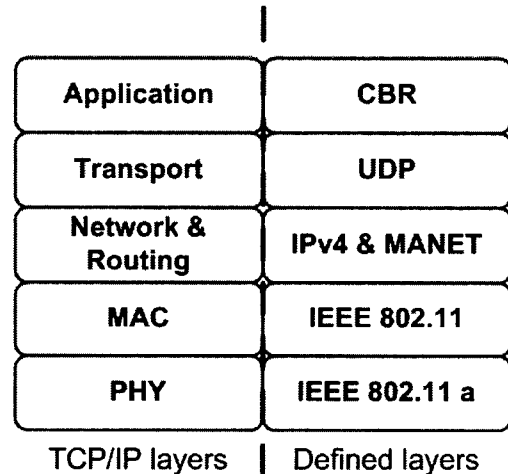 Application CBR
Transport UDP
Network &
Routing IPv4 & MANET
MAC IEEE 802.11
PHY IEEE 802.11 a
TCP/IP layers Defined layers